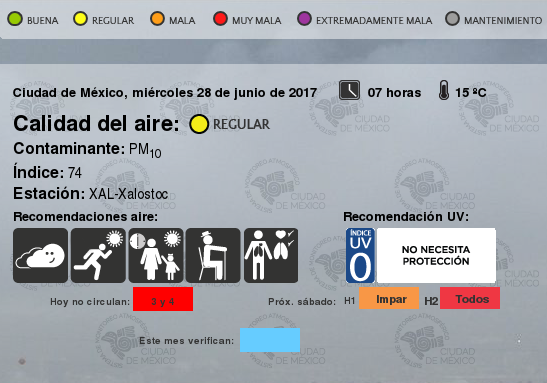 BUENA REGULAR MALA MUY MALA EXTREMADAMENTE MALA MANTENIMIENTO
Ciudad de México, miércoles 28 de junio de 2017 07 horas 15 ºC
Calidad del aire: REGULAR
Contaminante: PM10
Índice: 74
Estación: XAL-Xalostoc
Recomendaciones aire: Recomendación UV:
ÍNDICE UV 0 NO NECESITA PROTECCIÓN
Hoy no circulan: 3 y 4 Próx. sábado: H1 Impar H2 Todos
Este mes verifican:
CIUDAD DE MÉXICO